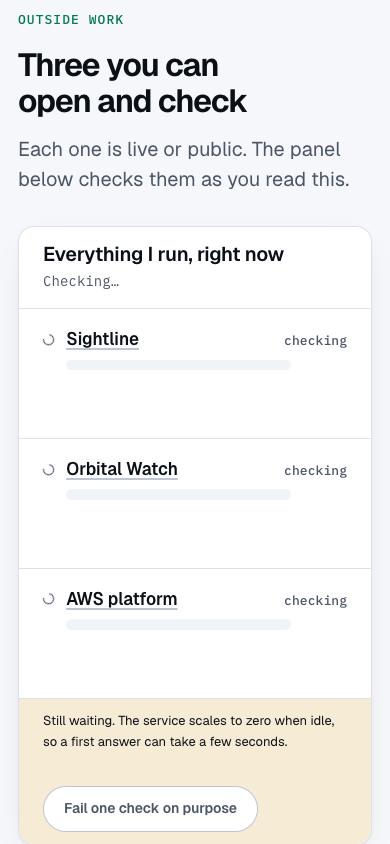 OUTSIDE WORK
Three you can
open and check
Each one is live or public. The panel
below checks them as you read this.
Everything I run, right now
Checking…
Sightline
checking
Orbital Watch
checking
AWS platform
checking
Still waiting. The service scales to zero when idle,
so a first answer can take a few seconds.
Fail one check on purpose